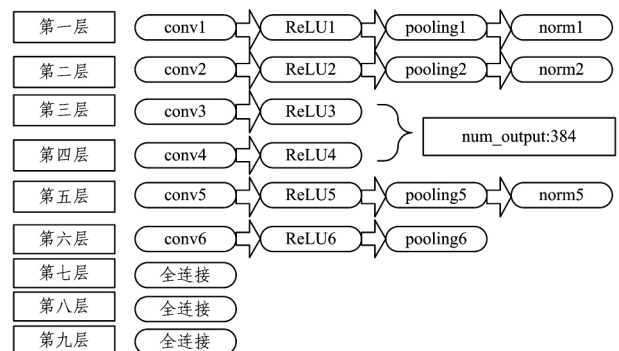 第一层 conv1 ReLU1 pooling1 norm1
第二层 conv2 ReLU2 pooling2 norm2
第三层 conv3 ReLU3
num_output:384
第四层 conv4 ReLU4
第五层 conv5 ReLU5 pooling5 norm5
第六层 conv6 ReLU6 pooling6
第七层 全连接
第八层 全连接
第九层 全连接